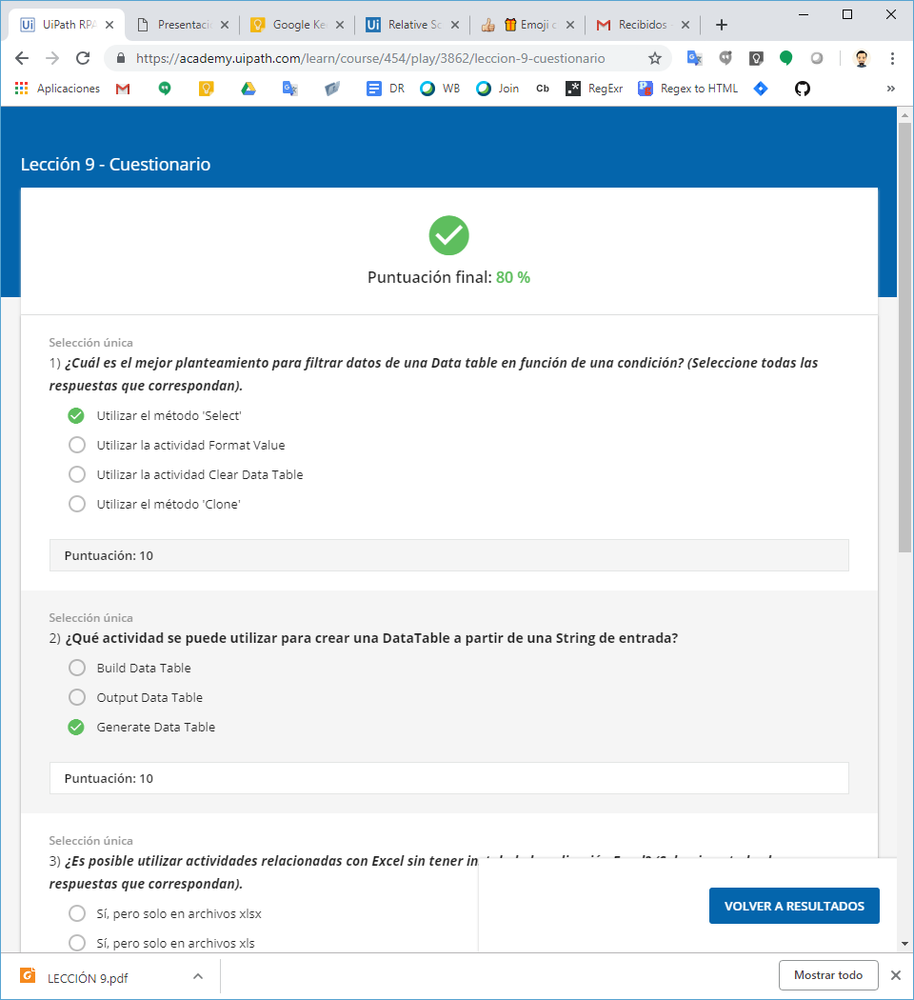 UiPath RPA
Presentaci
Google Ke
Relative Sc
Emoji c
Recibidos
https://academy.uipath.com/learn/course/454/play/3862/leccion-9-cuestionario
Aplicaciones
DR
WB
Join
Cb
RegExr
Regex to HTML
»
Lección 9 - Cuestionario
Puntuación final: 80 %
Selección única
1) ¿Cuál es el mejor planteamiento para filtrar datos de una Data table en función de una condición? (Seleccione todas las
respuestas que correspondan).
Utilizar el método 'Select'
Utilizar la actividad Format Value
Utilizar la actividad Clear Data Table
Utilizar el método 'Clone'
Puntuación: 10
Selección única
2) ¿Qué actividad se puede utilizar para crear una DataTable a partir de una String de entrada?
Build Data Table
Output Data Table
Generate Data Table
Puntuación: 10
Selección única
3) ¿Es posible utilizar actividades relacionadas con Excel sin tener
respuestas que correspondan).
Sí, pero solo en archivos xlsx
Sí, pero solo en archivos xls
VOLVER A RESULTADOS
LECCIÓN 9.pdf
Mostrar todo